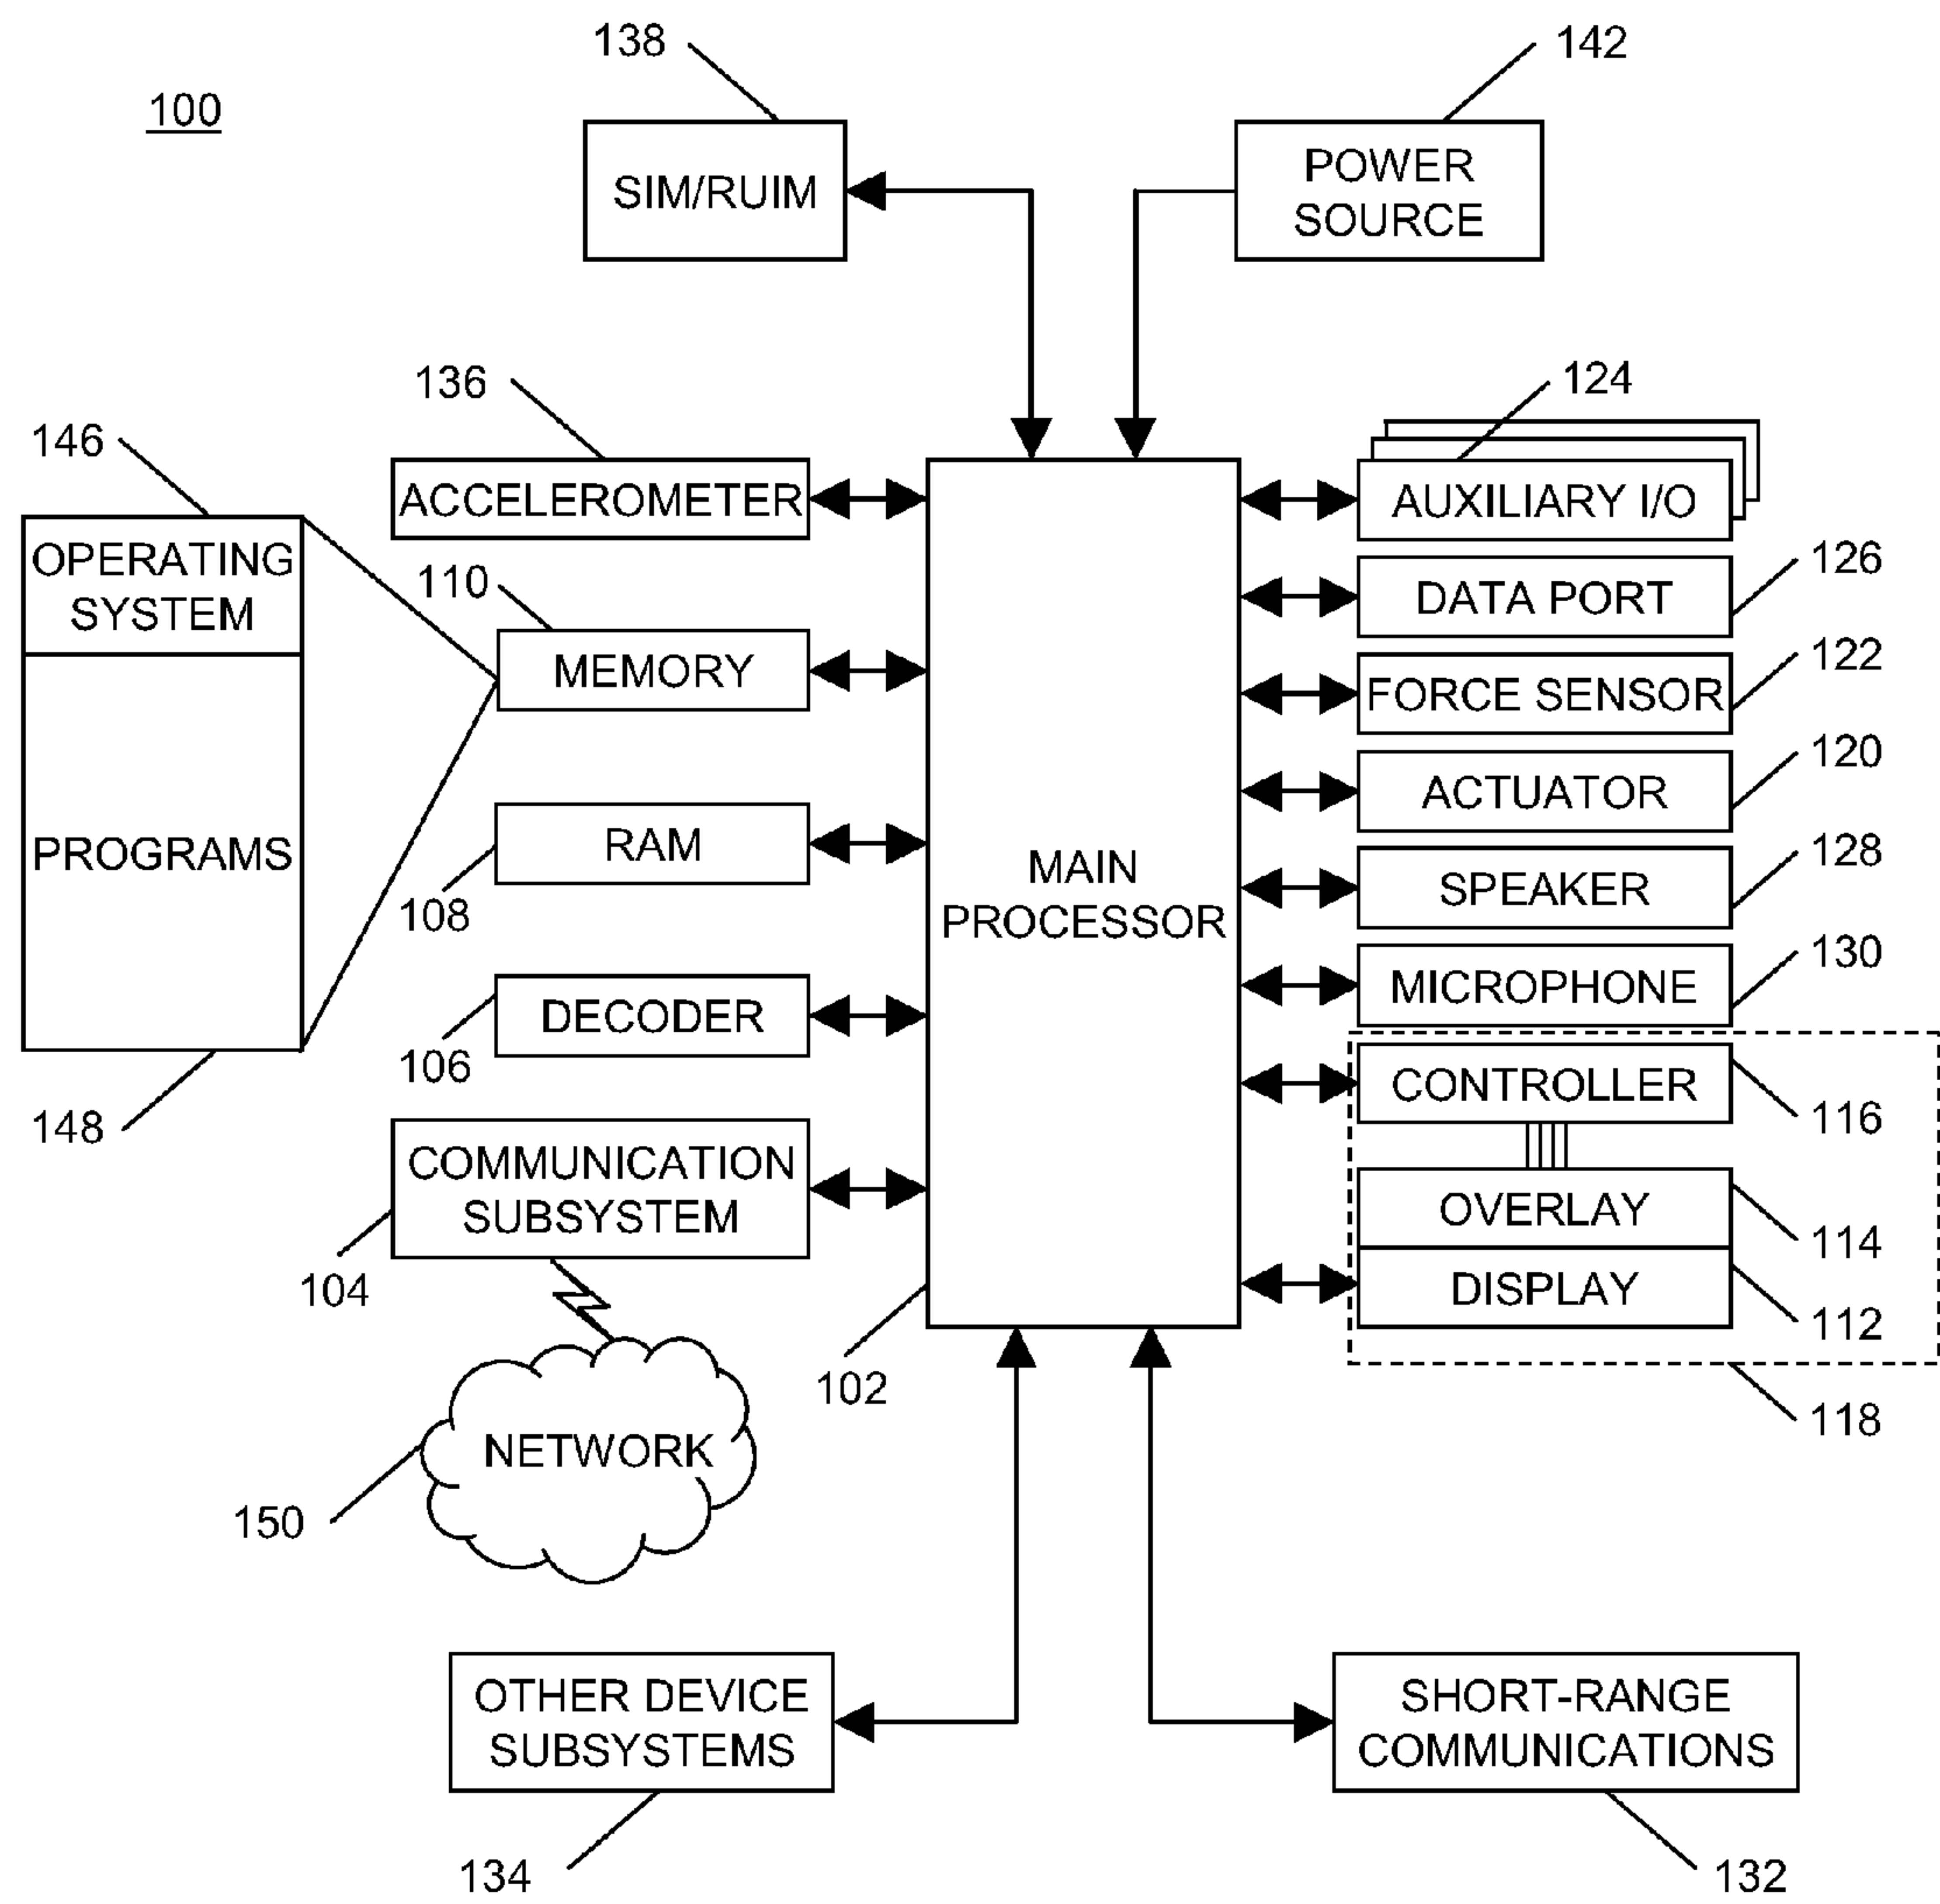 138
142
100
SIM/RUIM
POWER
SOURCE
136
124
146
ACCELEROMETER
AUXILIARY I/O
OPERATING
SYSTEM
110
126
DATA PORT
MEMORY
122
FORCE SENSOR
120
ACTUATOR
PROGRAMS
RAM
108
MAIN
PROCESSOR
128
SPEAKER
130
MICROPHONE
DECODER
106
CONTROLLER
116
148
COMMUNICATION
SUBSYSTEM
OVERLAY
114
104
DISPLAY
112
102
118
NETWORK
150
OTHER DEVICE
SUBSYSTEMS
SHORT-RANGE
COMMUNICATIONS
134
132